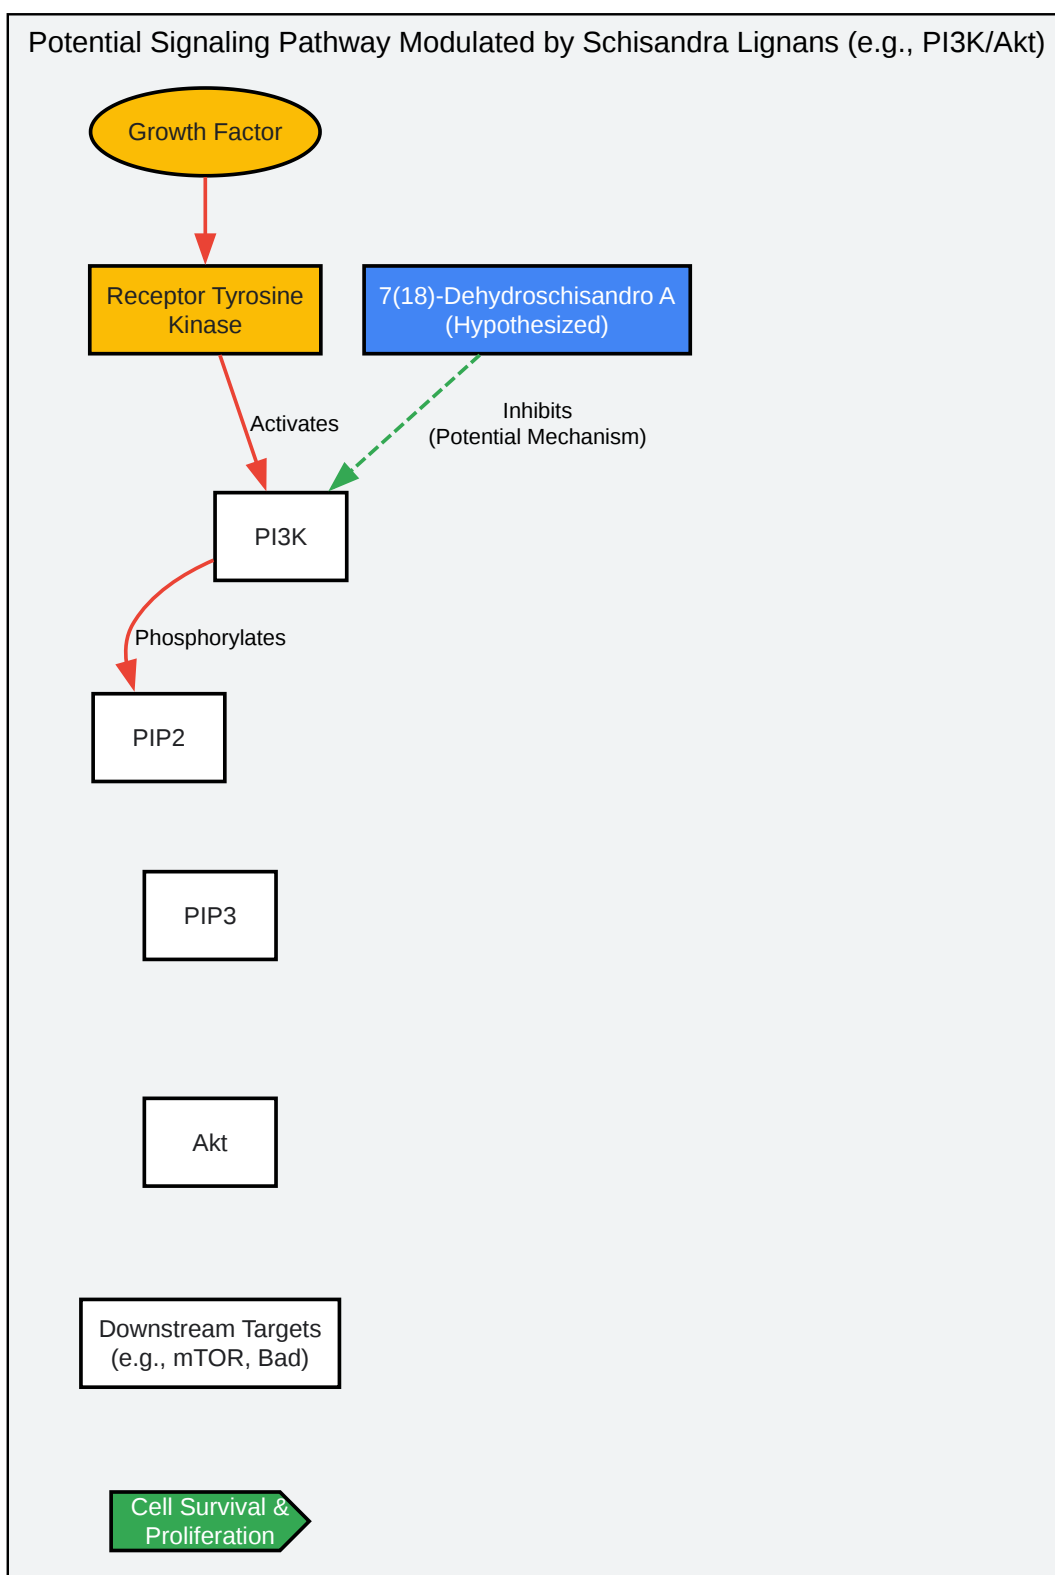 Potential Signaling Pathway Modulated by Schisandra Lignans (e.g., PI3K/Akt)
Growth Factor
Receptor Tyrosine
Kinase
7(18)-Dehydroschisandro A
(Hypothesized)
Activates
Inhibits
(Potential Mechanism)
PI3K
Phosphorylates
PIP2
PIP3
Akt
Downstream Targets
(e.g., mTOR, Bad)
Cell Survival &
Proliferation